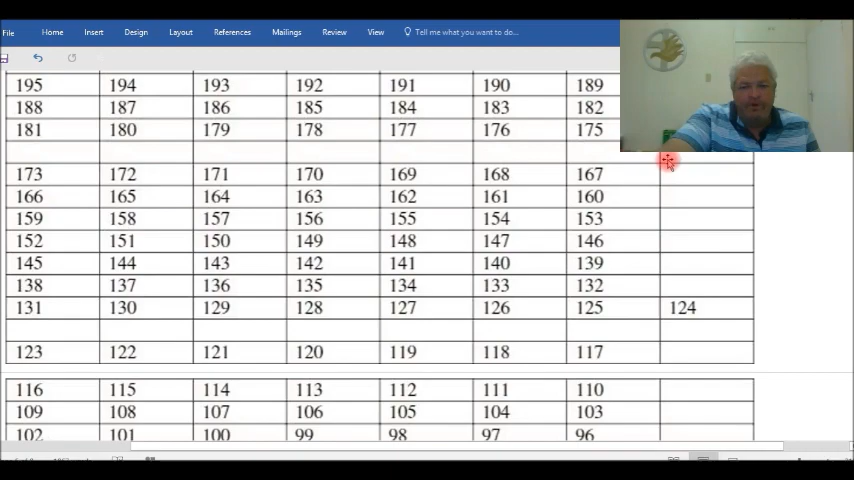 File Home Insert Design Layout References Mailings Review View Tell me what you want to do...
195 194 193 192 191 190 189
188 187 186 185 184 183 182
181 180 179 178 177 176 175
173 172 171 170 169 168 167
166 165 164 163 162 161 160
159 158 157 156 155 154 153
152 151 150 149 148 147 146
145 144 143 142 141 140 139
138 137 136 135 134 133 132
131 130 129 128 127 126 125 124
123 122 121 120 119 118 117
116 115 114 113 112 111 110
109 108 107 106 105 104 103
102 101 100 99 98 97 96